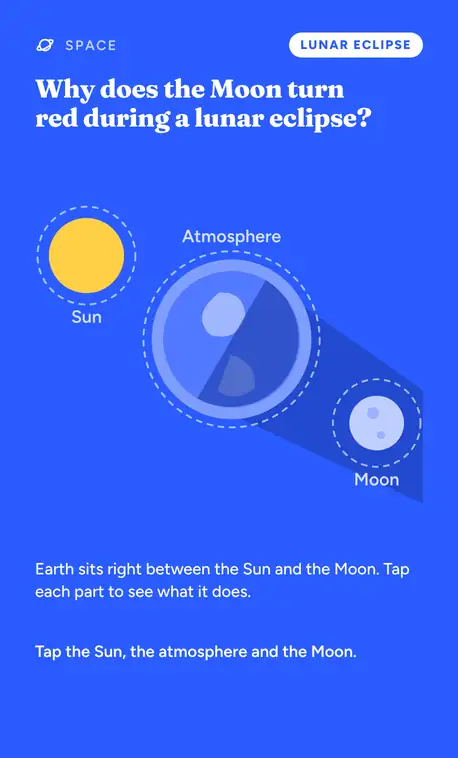 SPACE
LUNAR ECLIPSE
Why does the Moon turn
red during a lunar eclipse?
Atmosphere
Sun
Moon
Earth sits right between the Sun and the Moon. Tap
each part to see what it does.
Tap the Sun, the atmosphere and the Moon.